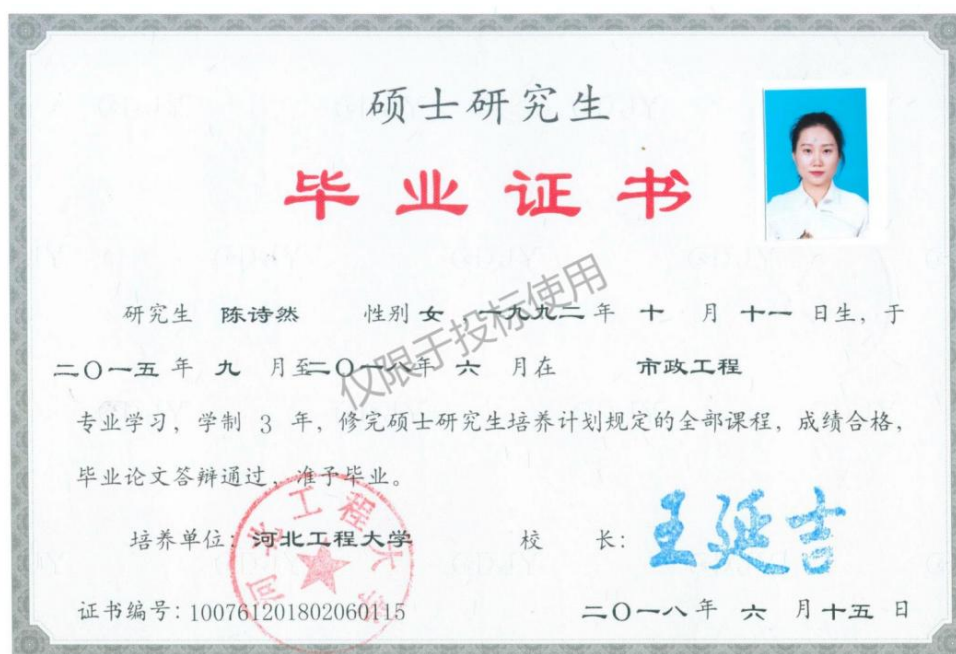 硕士研究生
毕业证书
研究生 陈诗然 性别 女 一九九二 年 十 月 十一 日生，于
二〇一五 年 九 月至二〇一八年 六 月在 市政工程
专业学习，学制 3 年，修完硕士研究生培养计划规定的全部课程，成绩合格，
毕业论文答辩通过，准予毕业。
培养单位：河北工程大学 校 长：王延吉
证书编号：100761201802060115 二〇一八 年 六 月 十五 日
河北工程大学
仅限于投标使用